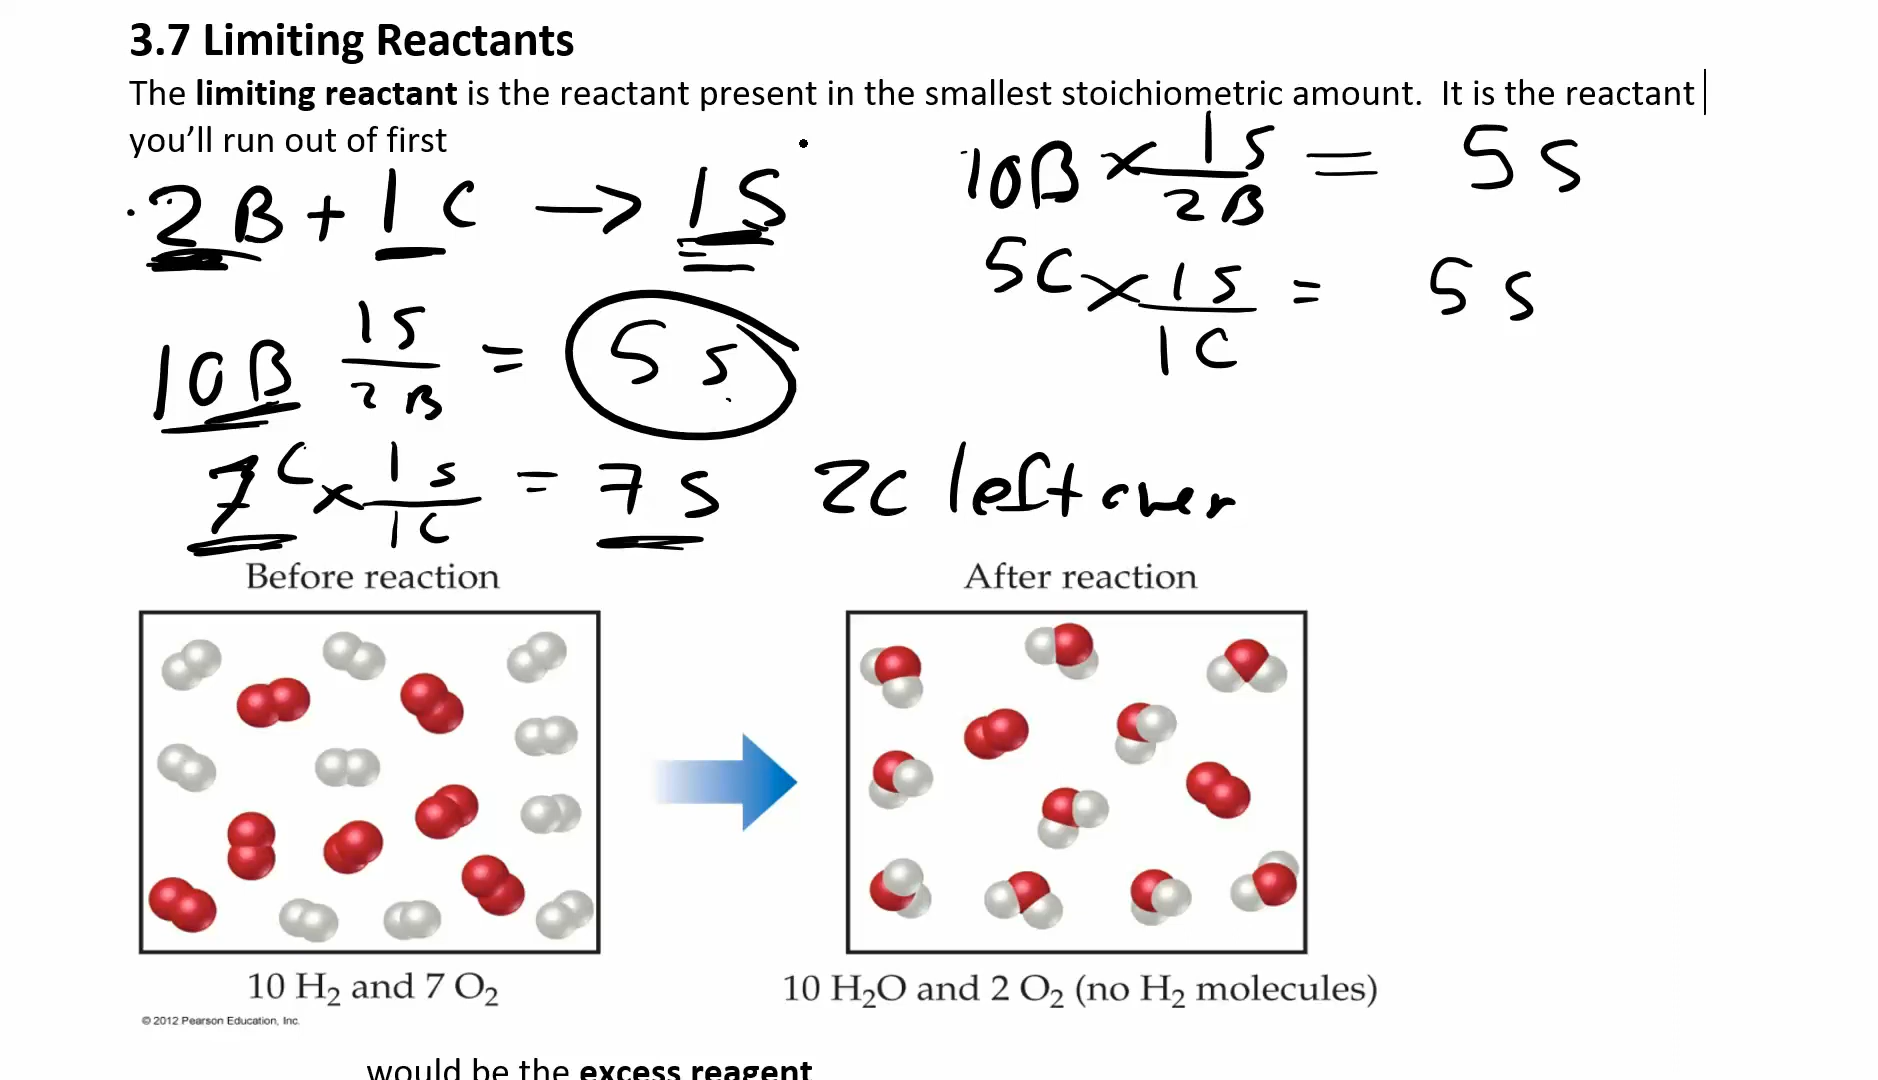 3.7 Limiting Reactants
The limiting reactant is the reactant present in the smallest stoichiometric amount. It is the reactant
you'll run out of first
2B + 1C → 1S
10B 1S/2B = 5S
7C x 1S/1C = 7S 2C left over
10B x 1S/2B = 5S
5C x 1S/1C = 5S
Before reaction
After reaction
10 H₂ and 7 O₂
10 H₂O and 2 O₂ (no H₂ molecules)
© 2012 Pearson Education, Inc.
would be the excess reagent